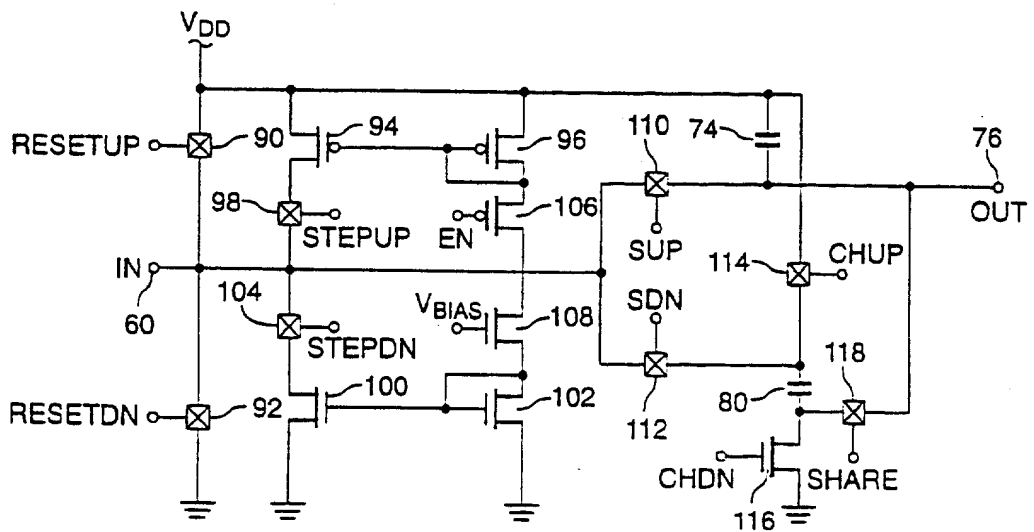 VDD
RESETUP
90
94
96
110
74
76
OUT
98
STEPUP
EN
106
SUP
114
CHUP
IN
60
104
STEPDN
VBIAS
108
SDN
RESETDN
92
100
102
112
80
118
CHDN
116
SHARE